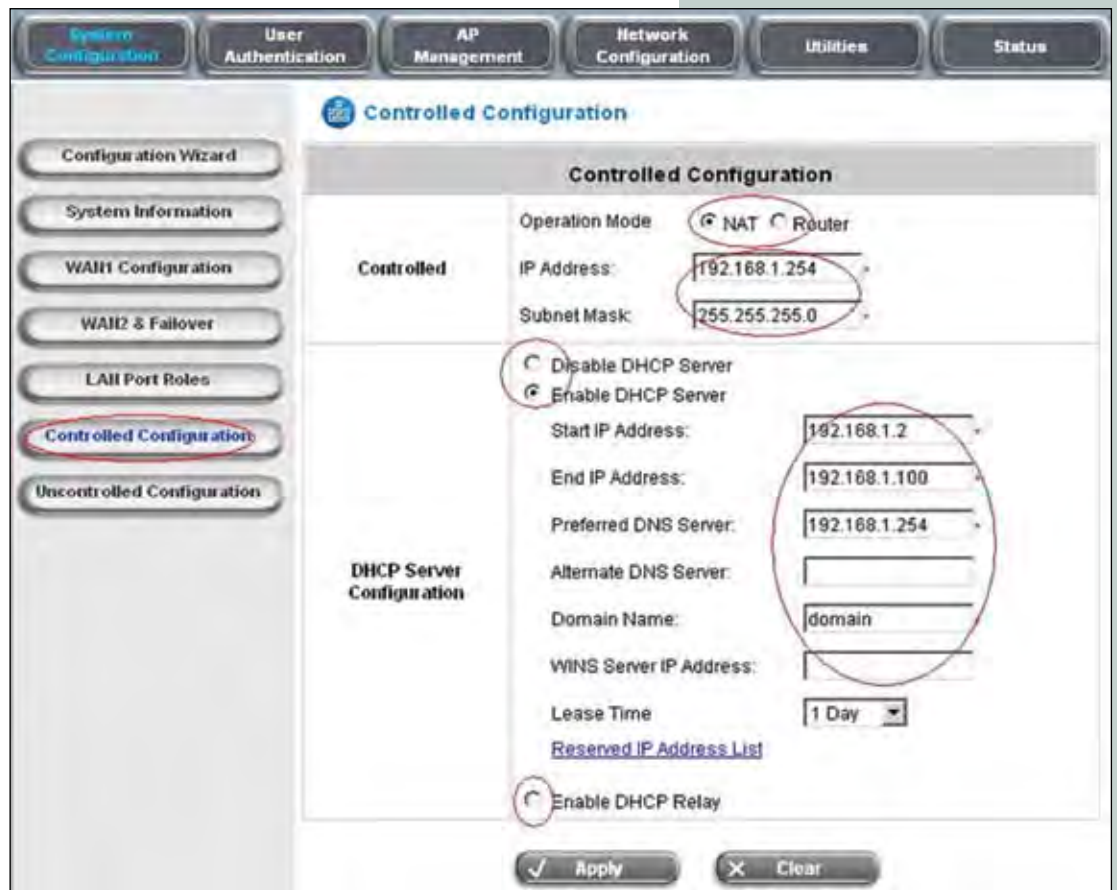 System Configuration
User Authentication
AP Management
Network Configuration
Utilities
Status
Controlled Configuration
Configuration Wizard
System Information
WAN1 Configuration
WAN2 & Failover
LAN Port Roles
Controlled Configuration
Uncontrolled Configuration
Controlled Configuration
Controlled
Operation Mode NAT Router
IP Address: 192.168.1.254 *
Subnet Mask: 255.255.255.0 *
DHCP Server Configuration
Disable DHCP Server
Enable DHCP Server
Start IP Address: 192.168.1.2 *
End IP Address: 192.168.1.100 *
Preferred DNS Server: 192.168.1.254 *
Alternate DNS Server:
Domain Name: domain *
WINS Server IP Address:
Lease Time 1 Day
Reserved IP Address List
Enable DHCP Relay
Apply
Clear